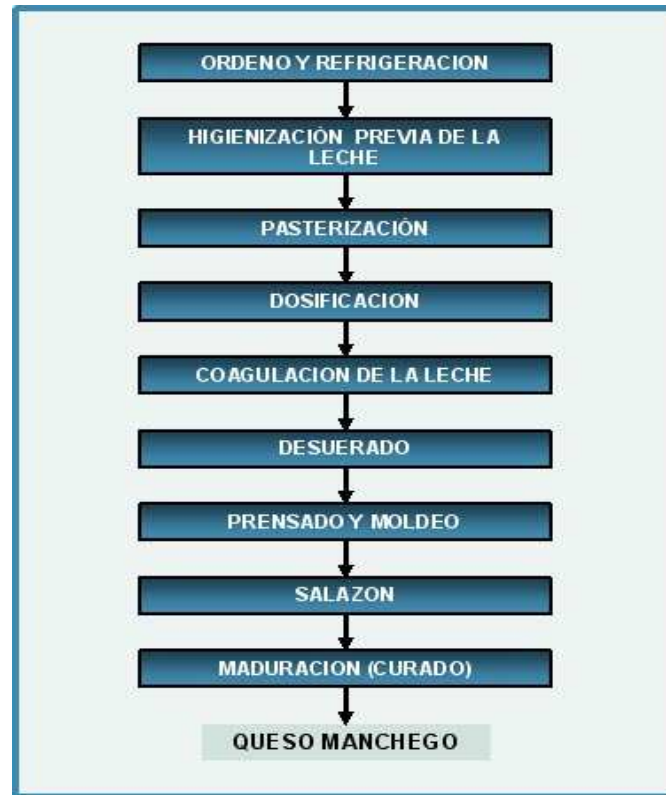 ORDENO Y REFRIGERACION
HIGIENIZACIÓN PREVIA DE LA
LECHE
PASTERIZACIÓN
DOSIFICACION
COAGULACION DE LA LECHE
DESUERADO
PRENSADO Y MOLDEO
SALAZON
MADURACION (CURADO)
QUESO MANCHEGO